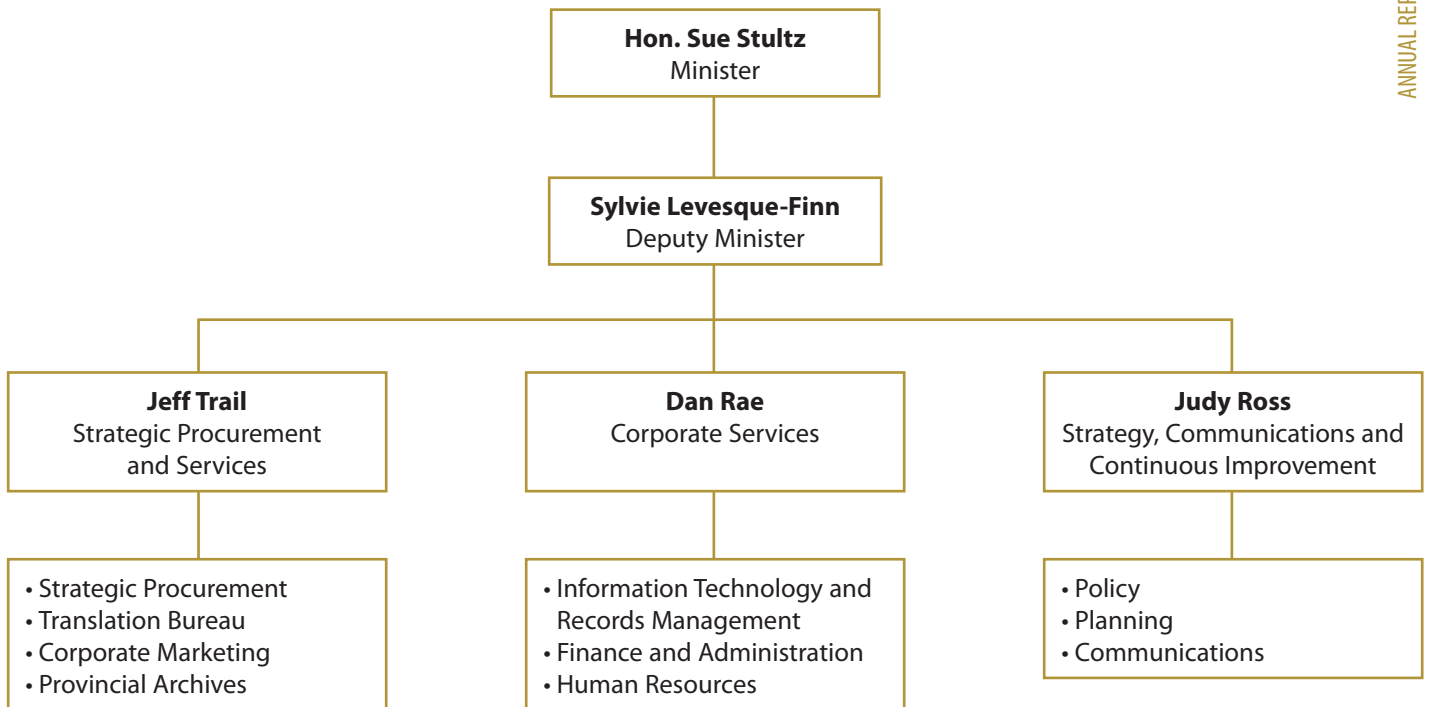 ANNUAL
Hon. Sue Stultz
Minister
Sylvie Levesque-Finn
Deputy Minister
Jeff Trail
Strategic Procurement
and Services
• Strategic Procurement
• Translation Bureau
• Corporate Marketing
• Provincial Archives
Dan Rae
Corporate Services
• Information Technology and
Records Management
• Finance and Administration
• Human Resources
Judy Ross
Strategy, Communications and
Continuous Improvement
• Policy
• Planning
• Communications